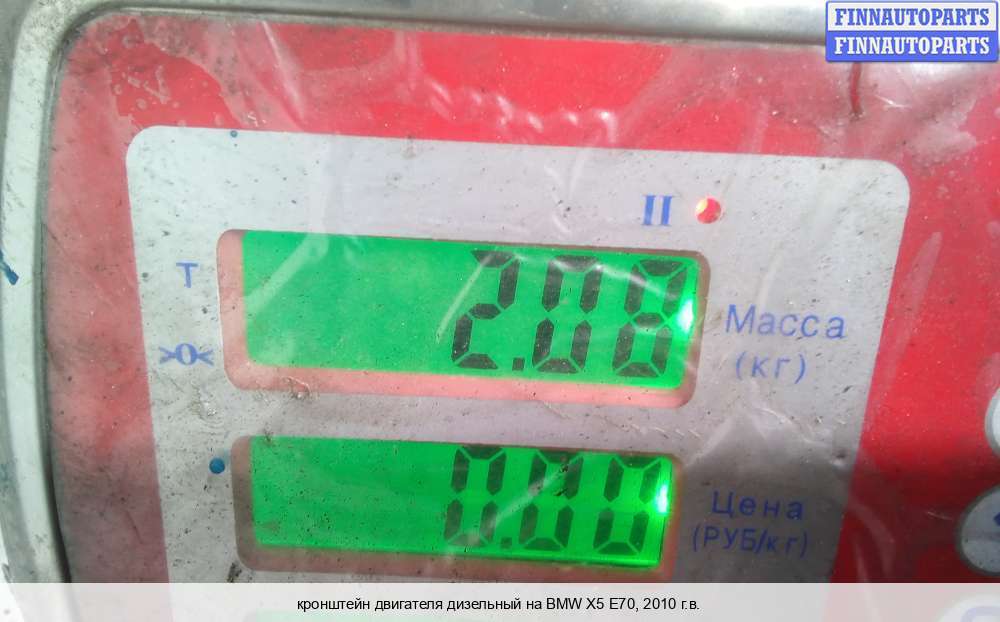 FINNAUTOPARTS
FINNAUTOPARTS
II
T
2.08
Масса
>0<
(кг)
0.00
Цена
(РУБ/кг)
кронштейн двигателя дизельный на BMW X5 E70, 2010 г.в.